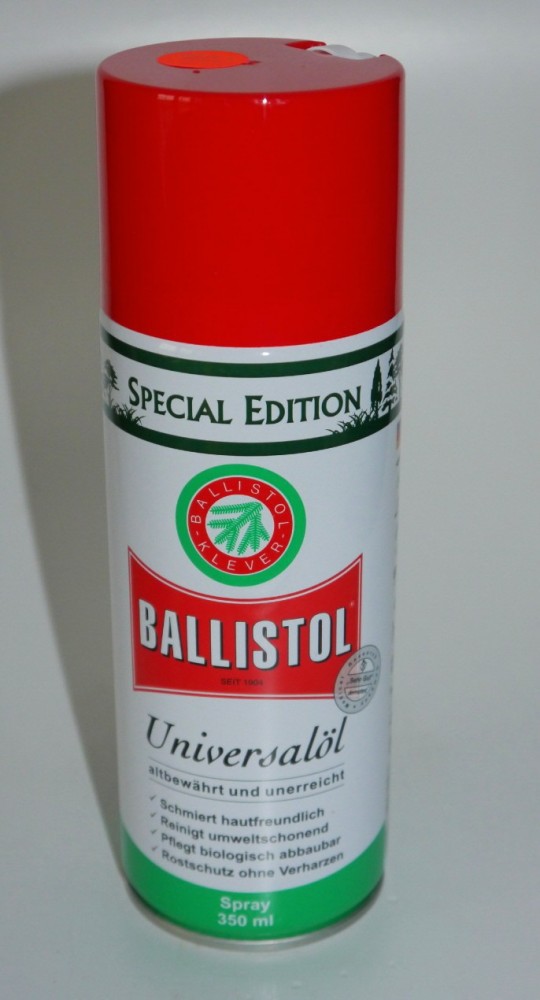 SPECIAL EDITION
BALLISTOL
KLEVER
BALLISTOL
SEIT 1904
Universalöl
altbewährt und unerreicht
✓ Schmiert hautfreundlich
✓ Reinigt umweltschonend
✓ Pflegt biologisch abbaubar
✓ Rostschutz ohne Verharzen
Spray
350 ml